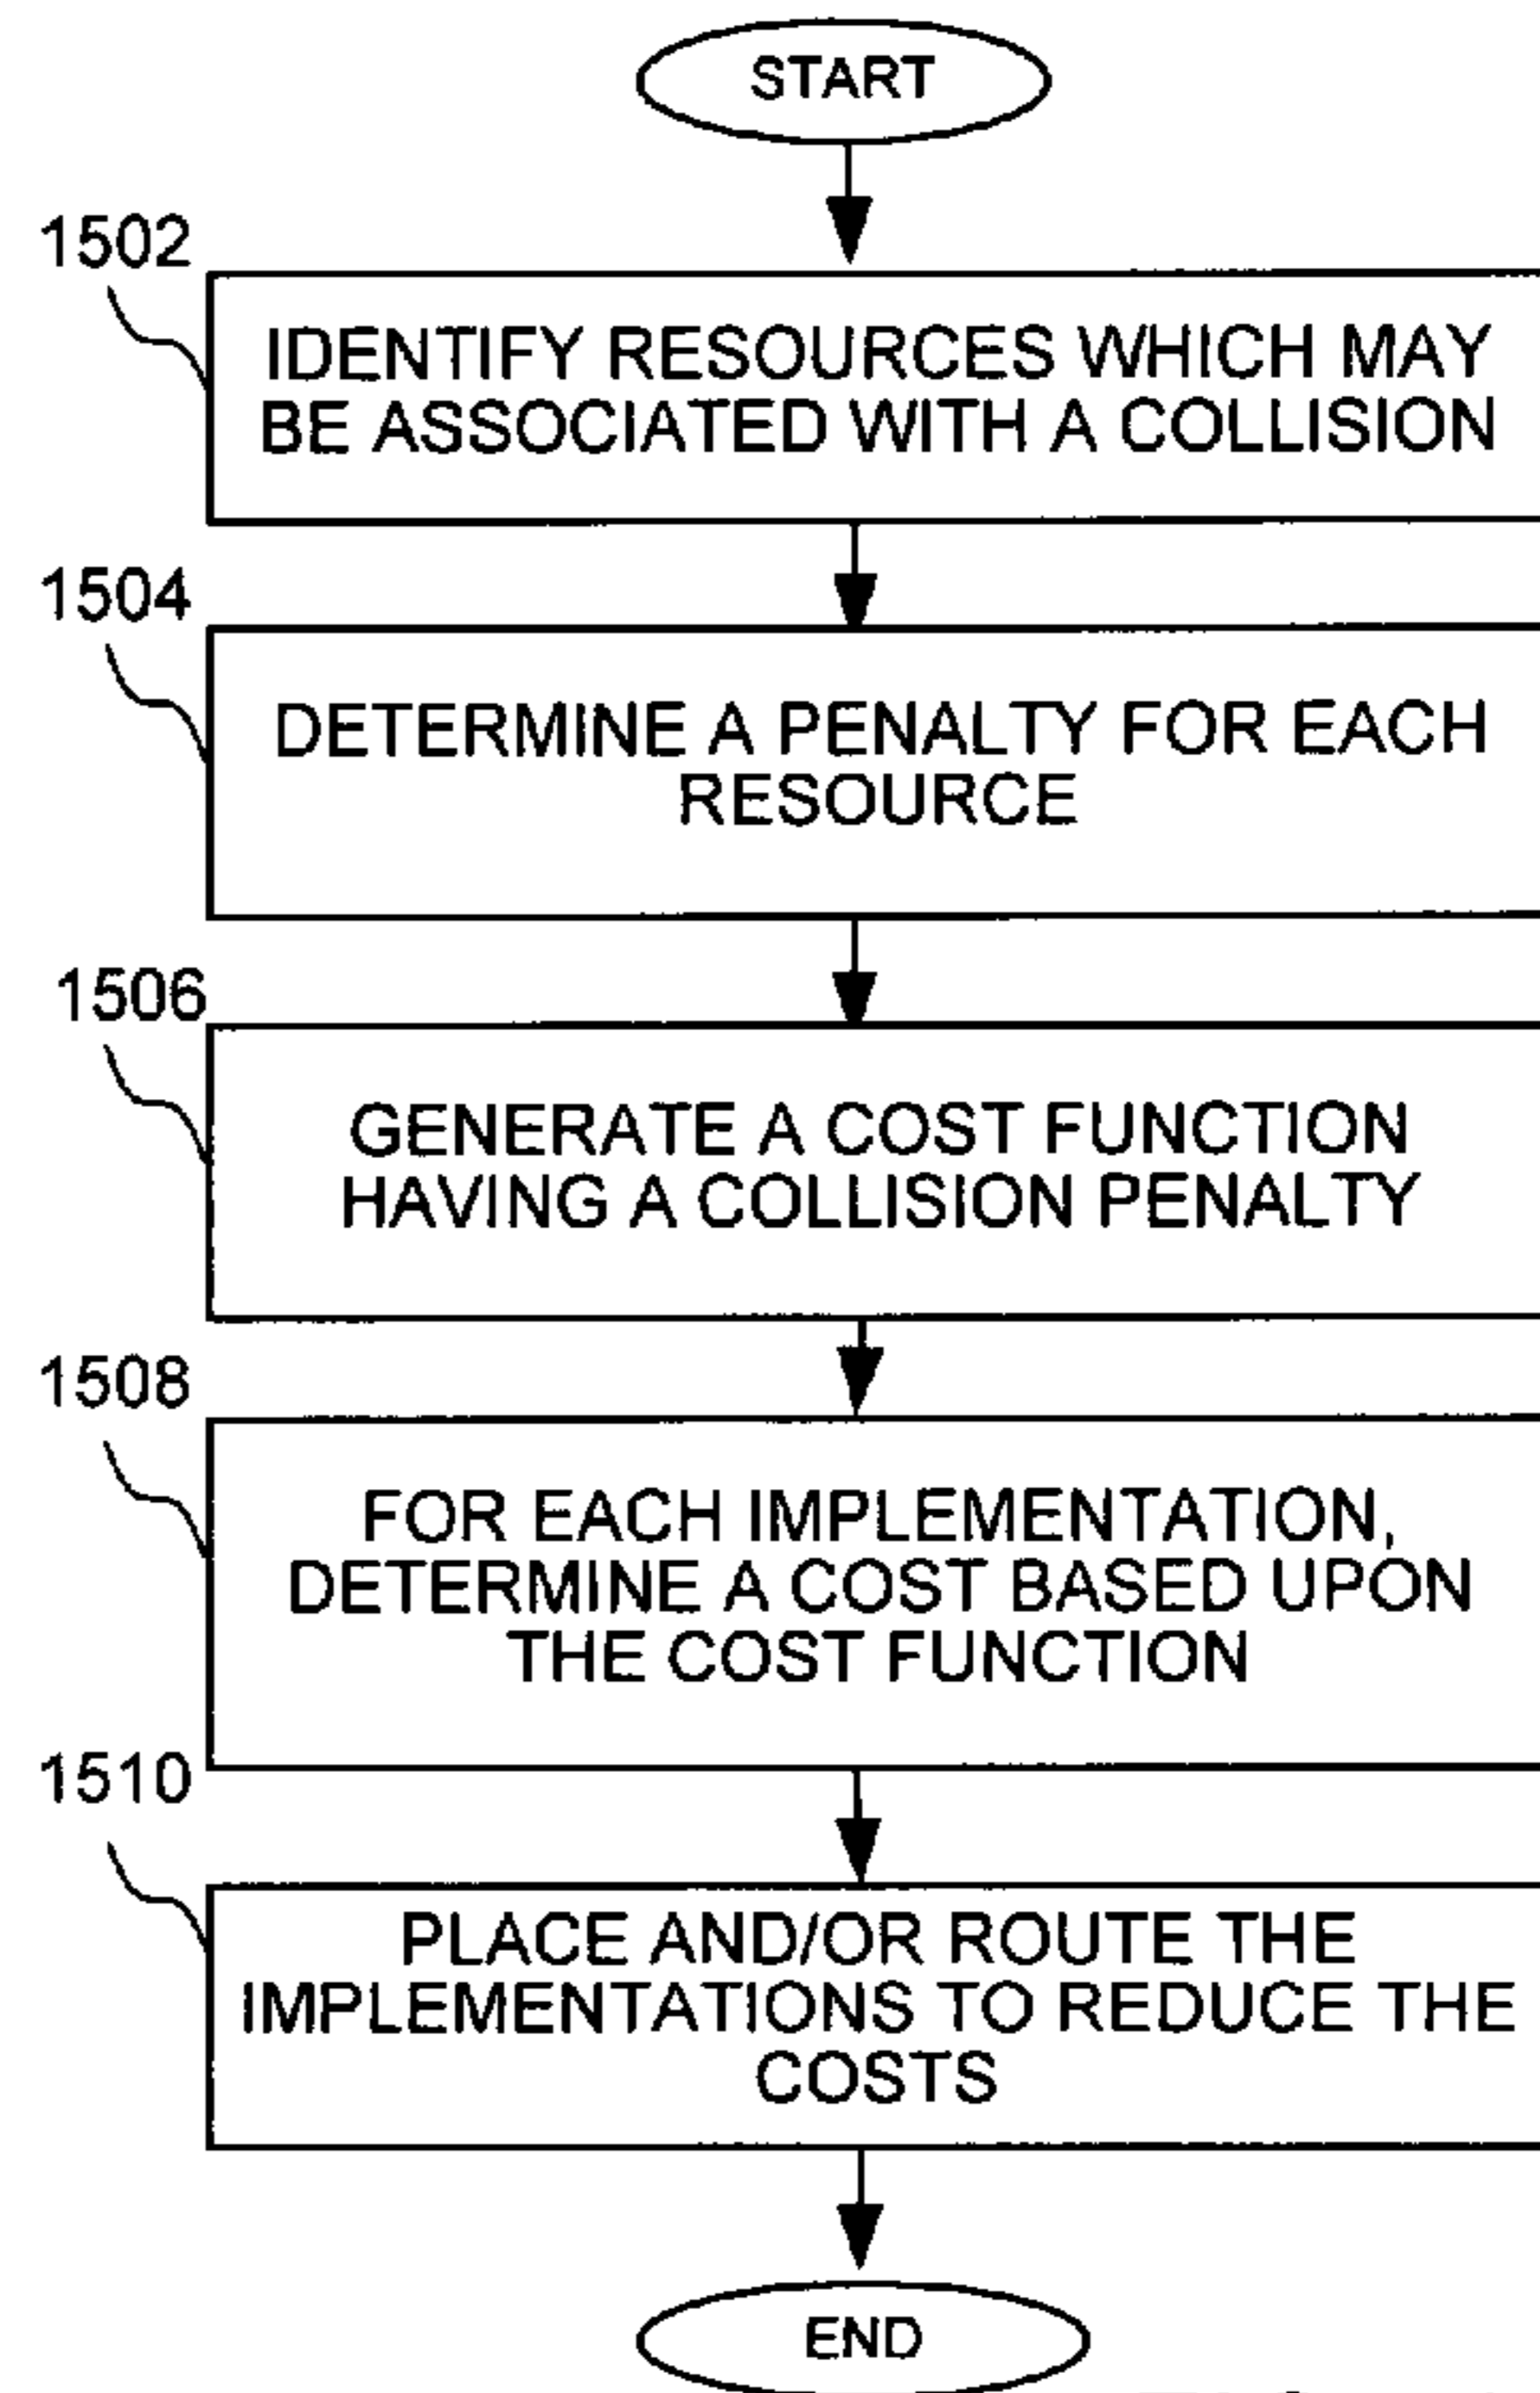 START
1502
IDENTIFY RESOURCES WHICH MAY
BE ASSOCIATED WITH A COLLISION
1504
DETERMINE A PENALTY FOR EACH
RESOURCE
1506
GENERATE A COST FUNCTION
HAVING A COLLISION PENALTY
1508
FOR EACH IMPLEMENTATION,
DETERMINE A COST BASED UPON
THE COST FUNCTION
1510
PLACE AND/OR ROUTE THE
IMPLEMENTATIONS TO REDUCE THE
COSTS
END